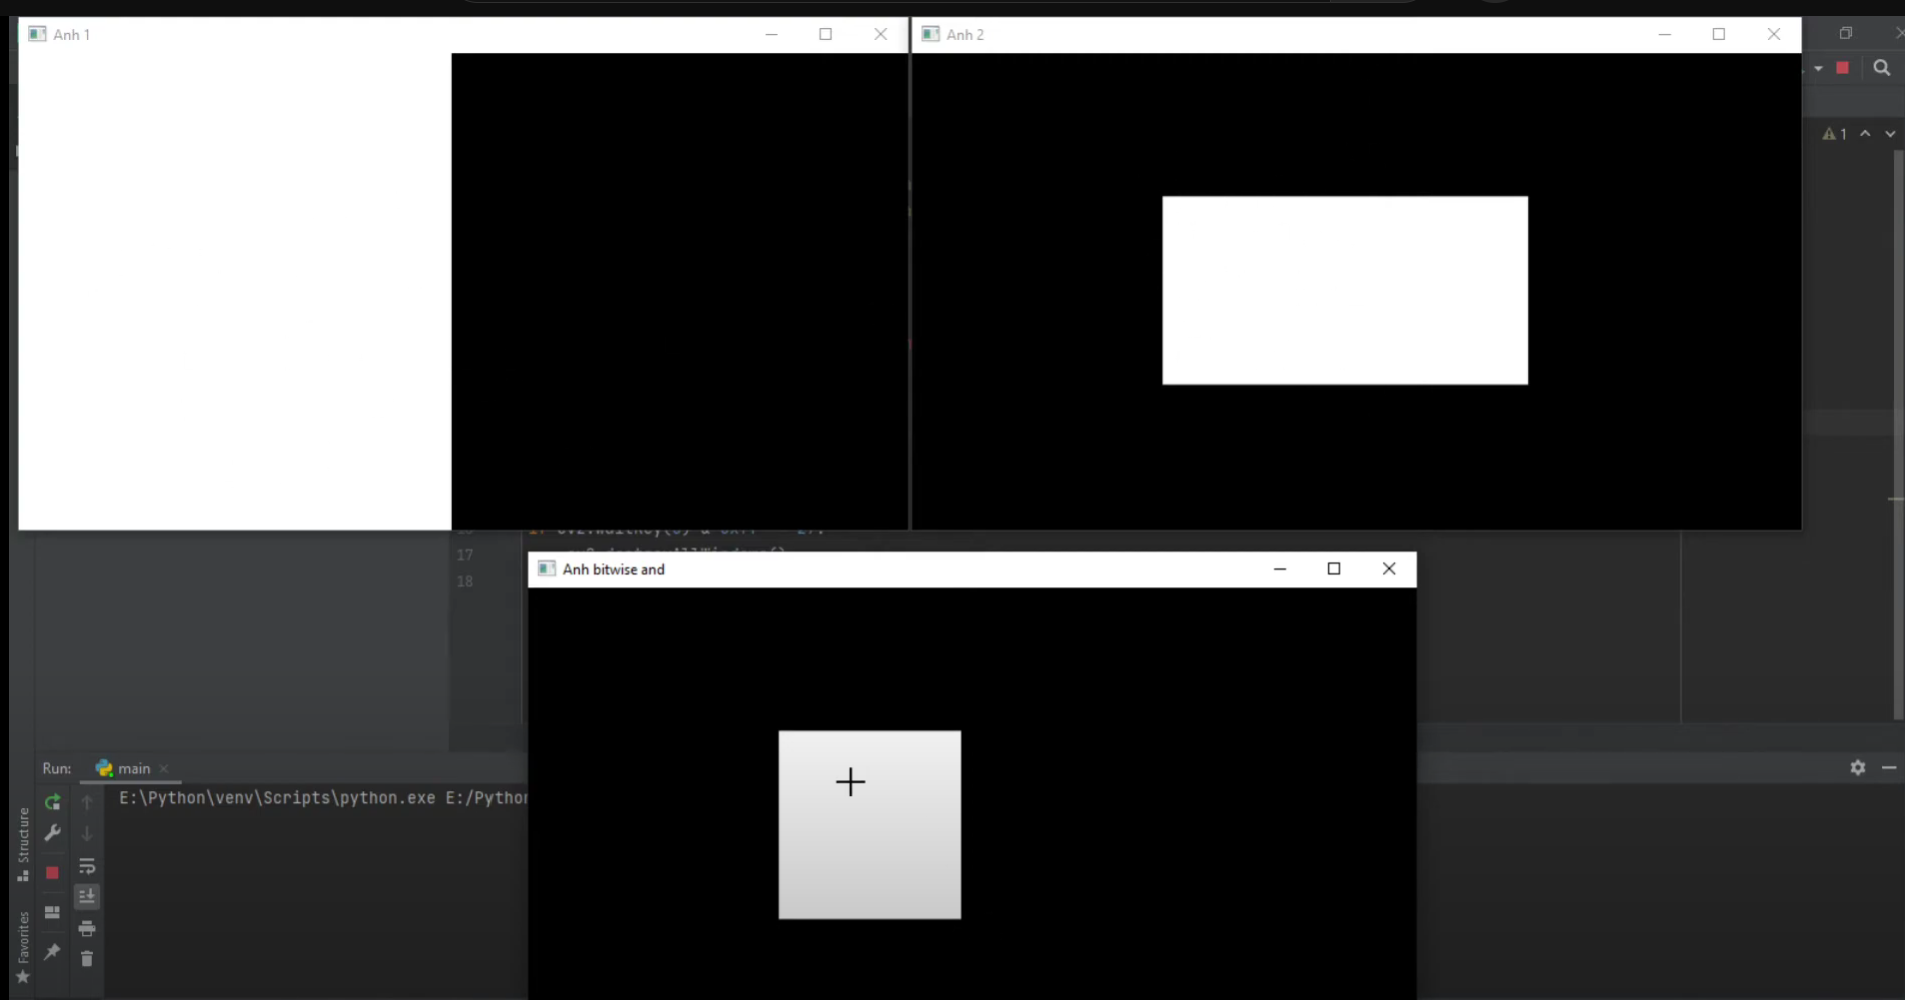 Anh 1
Anh 2
1
17
18
Anh bitwise and
Run:
main
E:\Python\venv\Scripts\python.exe E:/Python
Structure
Favorites